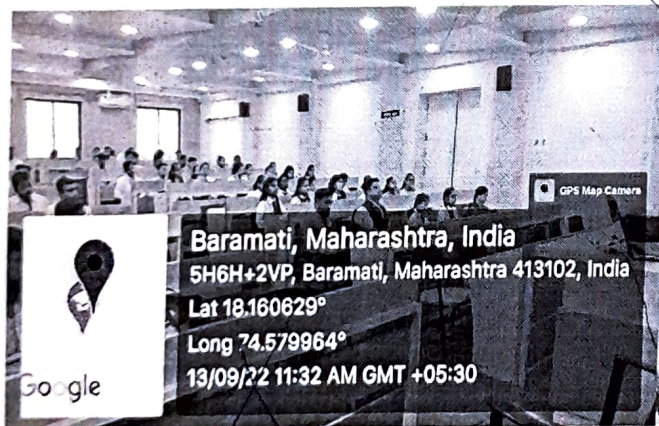 GPS Map Camera
Baramati, Maharashtra, India
5H6H+2VP, Baramati, Maharashtra 413102, India
Lat 18.160629°
Long 74.579964°
13/09/22 11:32 AM GMT +05:30
Google